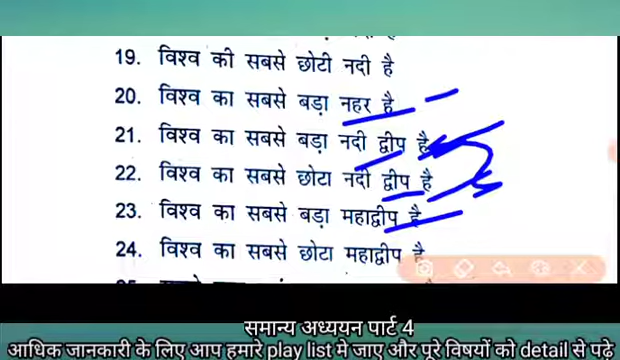 19. विश्व की सबसे छोटी नदी है
20. विश्व का सबसे बड़ा नहर है
21. विश्व का सबसे बड़ा नदी द्वीप है
22. विश्व का सबसे छोटा नदी द्वीप है
23. विश्व का सबसे बड़ा महाद्वीप है
24. विश्व का सबसे छोटा महाद्वीप है
समान्य अध्ययन पार्ट 4
आधिक जानकारी के लिए आप हमारे play list मे जाए और पूरे विषयों को detail से पढ़े